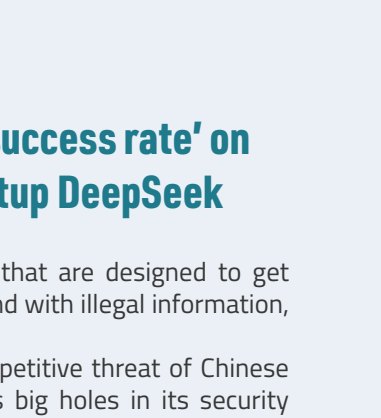 success rate’ on
tup DeepSeek
that are designed to get
nd with illegal information,
petitive threat of Chinese
s big holes in its security